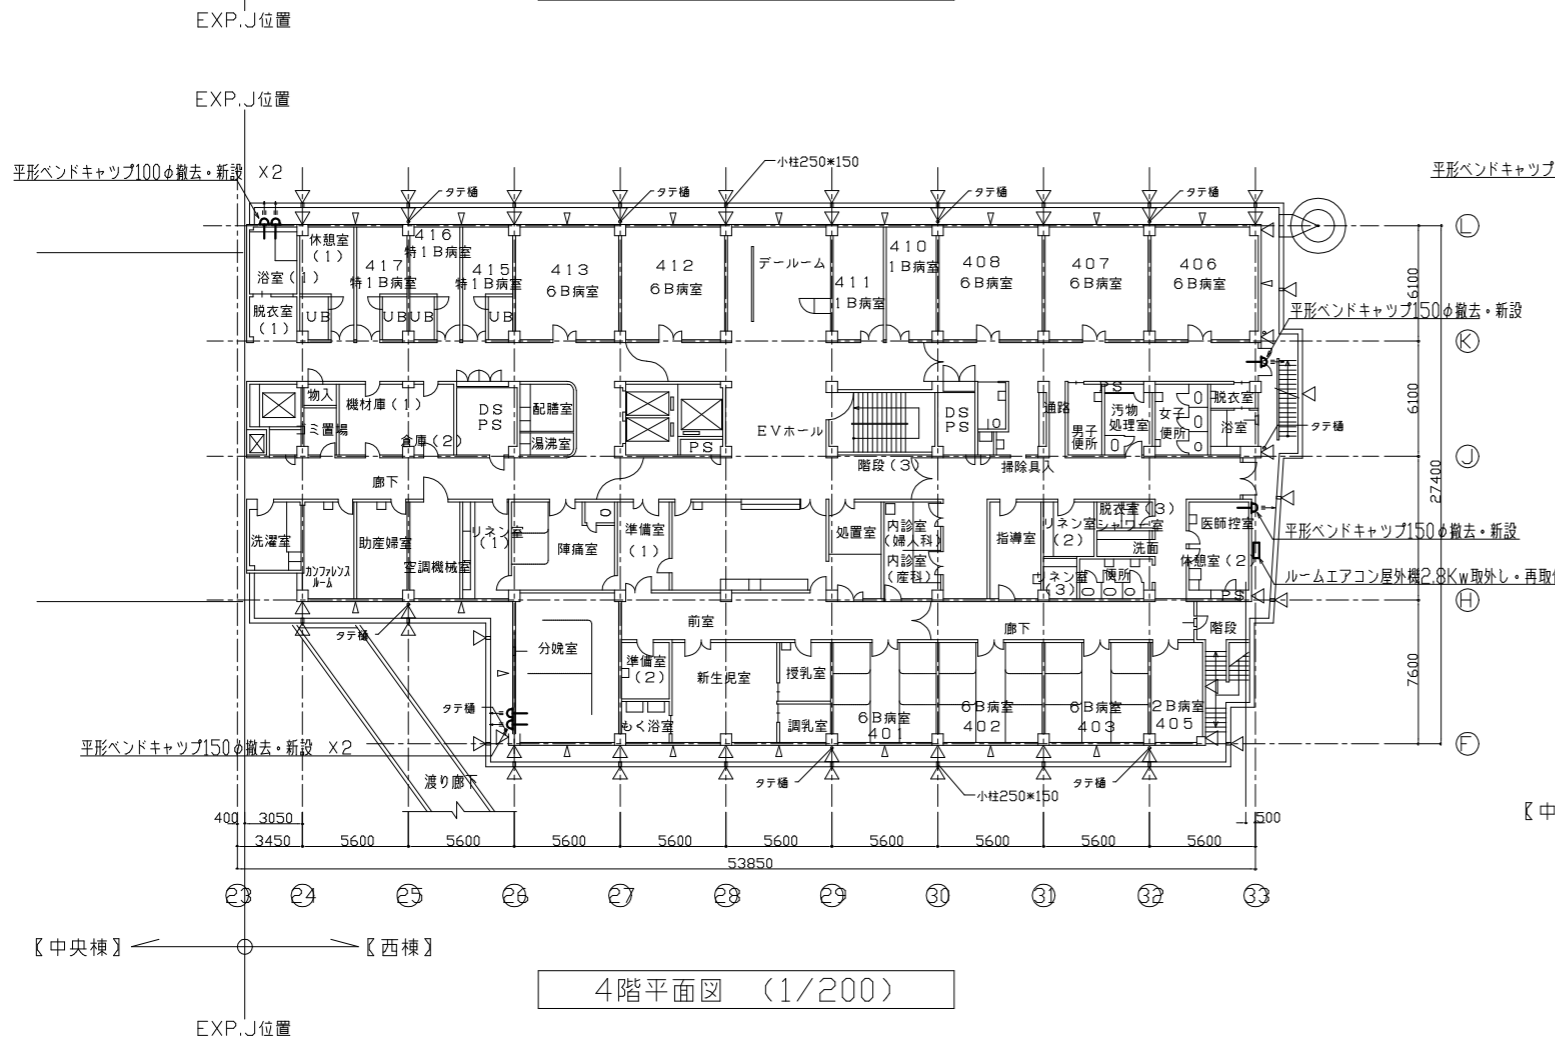 EXP.J位置
EXP.J位置
平形ベンドキャップ100φ撤去・新設 ×2
小柱250*150
平形ベンドキャップ
タテ樋
タテ樋
タテ樋
タテ樋
L
休憩室
(1)
浴室(1)
脱衣室
(1)
UB
417
特1B病室
UB
416
特1B病室
UB
415
特1B病室
UB
413
6B病室
412
6B病室
デールーム
411
1B病室
410
1B病室
408
6B病室
407
6B病室
406
6B病室
6100
平形ベンドキャップ150φ撤去・新設
K
物入
ゴミ置場
機材庫(1)
倉庫(2)
DS
PS
配膳室
湯沸室
PS
EVホール
階段(3)
DS
PS
掃除具入
通路
PS
男子
便所
汚物
処理室
女子
便所
脱衣室
浴室
タテ樋
6100
27400
J
廊下
洗濯室
カンファレンス
ルーム
助産婦室
空調機械室
リネン室
(1)
陣痛室
準備室
(1)
処置室
内診室
(婦人科)
内診室
(産科)
指導室
リネン室
(2)
脱衣室(3)
シャワー室
洗面
リネン室
(3)
便所
医師控室
休憩室(2)
PS
平形ベンドキャップ150φ撤去・新設
ルームエアコン屋外機2.8Kw取外し・再取
H
タテ樋
前室
廊下
階段
分娩室
準備室
(2)
新生児室
授乳室
もく浴室
調乳室
6B病室
401
6B病室
402
6B病室
403
2B病室
405
7600
タテ樋
平形ベンドキャップ150φ撤去・新設 ×2
F
渡り廊下
タテ樋
小柱250*150
タテ樋
400
3050
500
【中
3450
5600
5600
5600
5600
5600
5600
5600
5600
5600
53850
23
24
25
26
27
28
29
30
31
32
33
【中央棟】
【西棟】
4階平面図 (1/200)
EXP.J位置